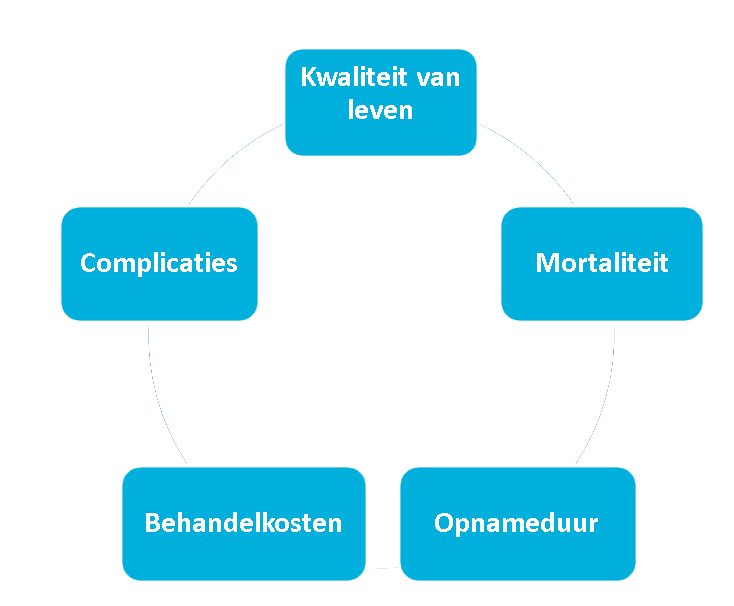 Kwaliteit van
leven
Complicaties
Mortaliteit
Behandelkosten
Opnameduur